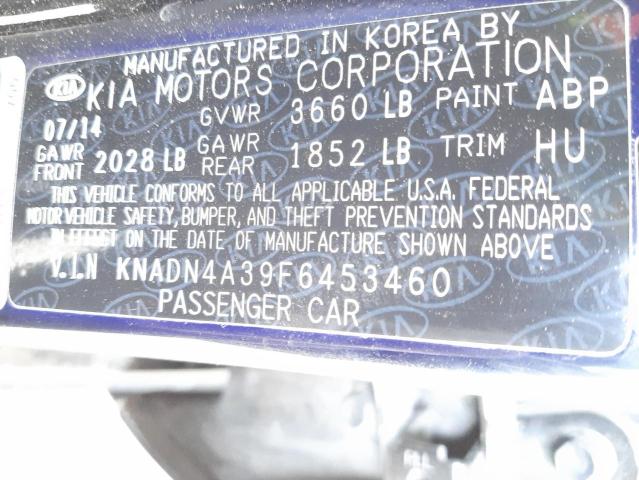 MANUFACTURED IN KOREA BY
KIA KIA MOTORS CORPORATION
07/14 GVWR 3660 LB PAINT ABP
GAWR FRONT 2028 LB GAWR REAR 1852 LB TRIM HU
THIS VEHICLE CONFORMS TO ALL APPLICABLE U.S.A. FEDERAL
MOTOR VEHICLE SAFETY, BUMPER, AND THEFT PREVENTION STANDARDS
IN EFFECT ON THE DATE OF MANUFACTURE SHOWN ABOVE
V.I.N KNADN4A39F6453460
PASSENGER CAR